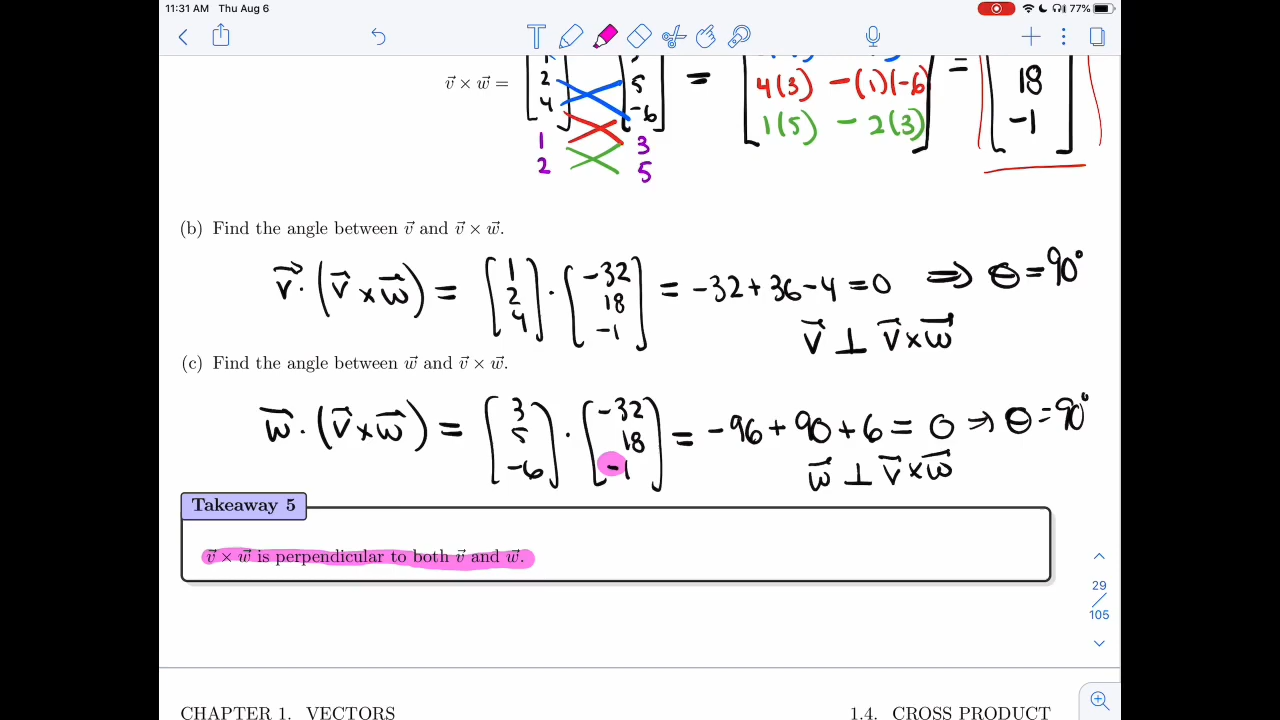 11:31 AM Thu Aug 6
77%
T
v⃗ × w⃗ = [2 4] [5 -6] = [4(3) -(1)(-6) 1(5) - 2(3)] = [18 -1]
1 3
2 5
(b) Find the angle between v⃗ and v⃗ × w⃗.
v⃗ · (v⃗ × w⃗) = [1 2 4] · [-32 18 -1] = -32 + 36 - 4 = 0 ⟹ θ = 90°
v⃗ ⊥ v⃗ × w⃗
(c) Find the angle between w⃗ and v⃗ × w⃗.
w⃗ · (v⃗ × w⃗) = [3 5 -6] · [-32 18 -1] = -96 + 90 + 6 = 0 ⟹ θ = 90°
w⃗ ⊥ v⃗ × w⃗
Takeaway 5
v⃗ × w⃗ is perpendicular to both v⃗ and w⃗.
29
105
CHAPTER 1. VECTORS 1.4. CROSS PRODUCT